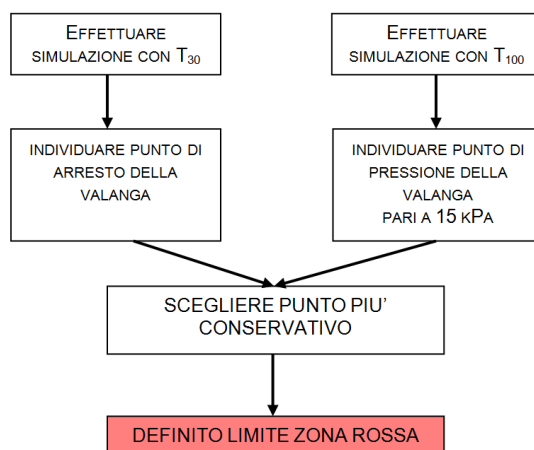 EFFETTUARE
SIMULAZIONE CON T30
EFFETTUARE
SIMULAZIONE CON T100
INDIVIDUARE PUNTO DI
ARRESTO DELLA
VALANGA
INDIVIDUARE PUNTO DI
PRESSIONE DELLA
VALANGA
PARI A 15 KPA
SCEGLIERE PUNTO PIU'
CONSERVATIVO
DEFINITO LIMITE ZONA ROSSA